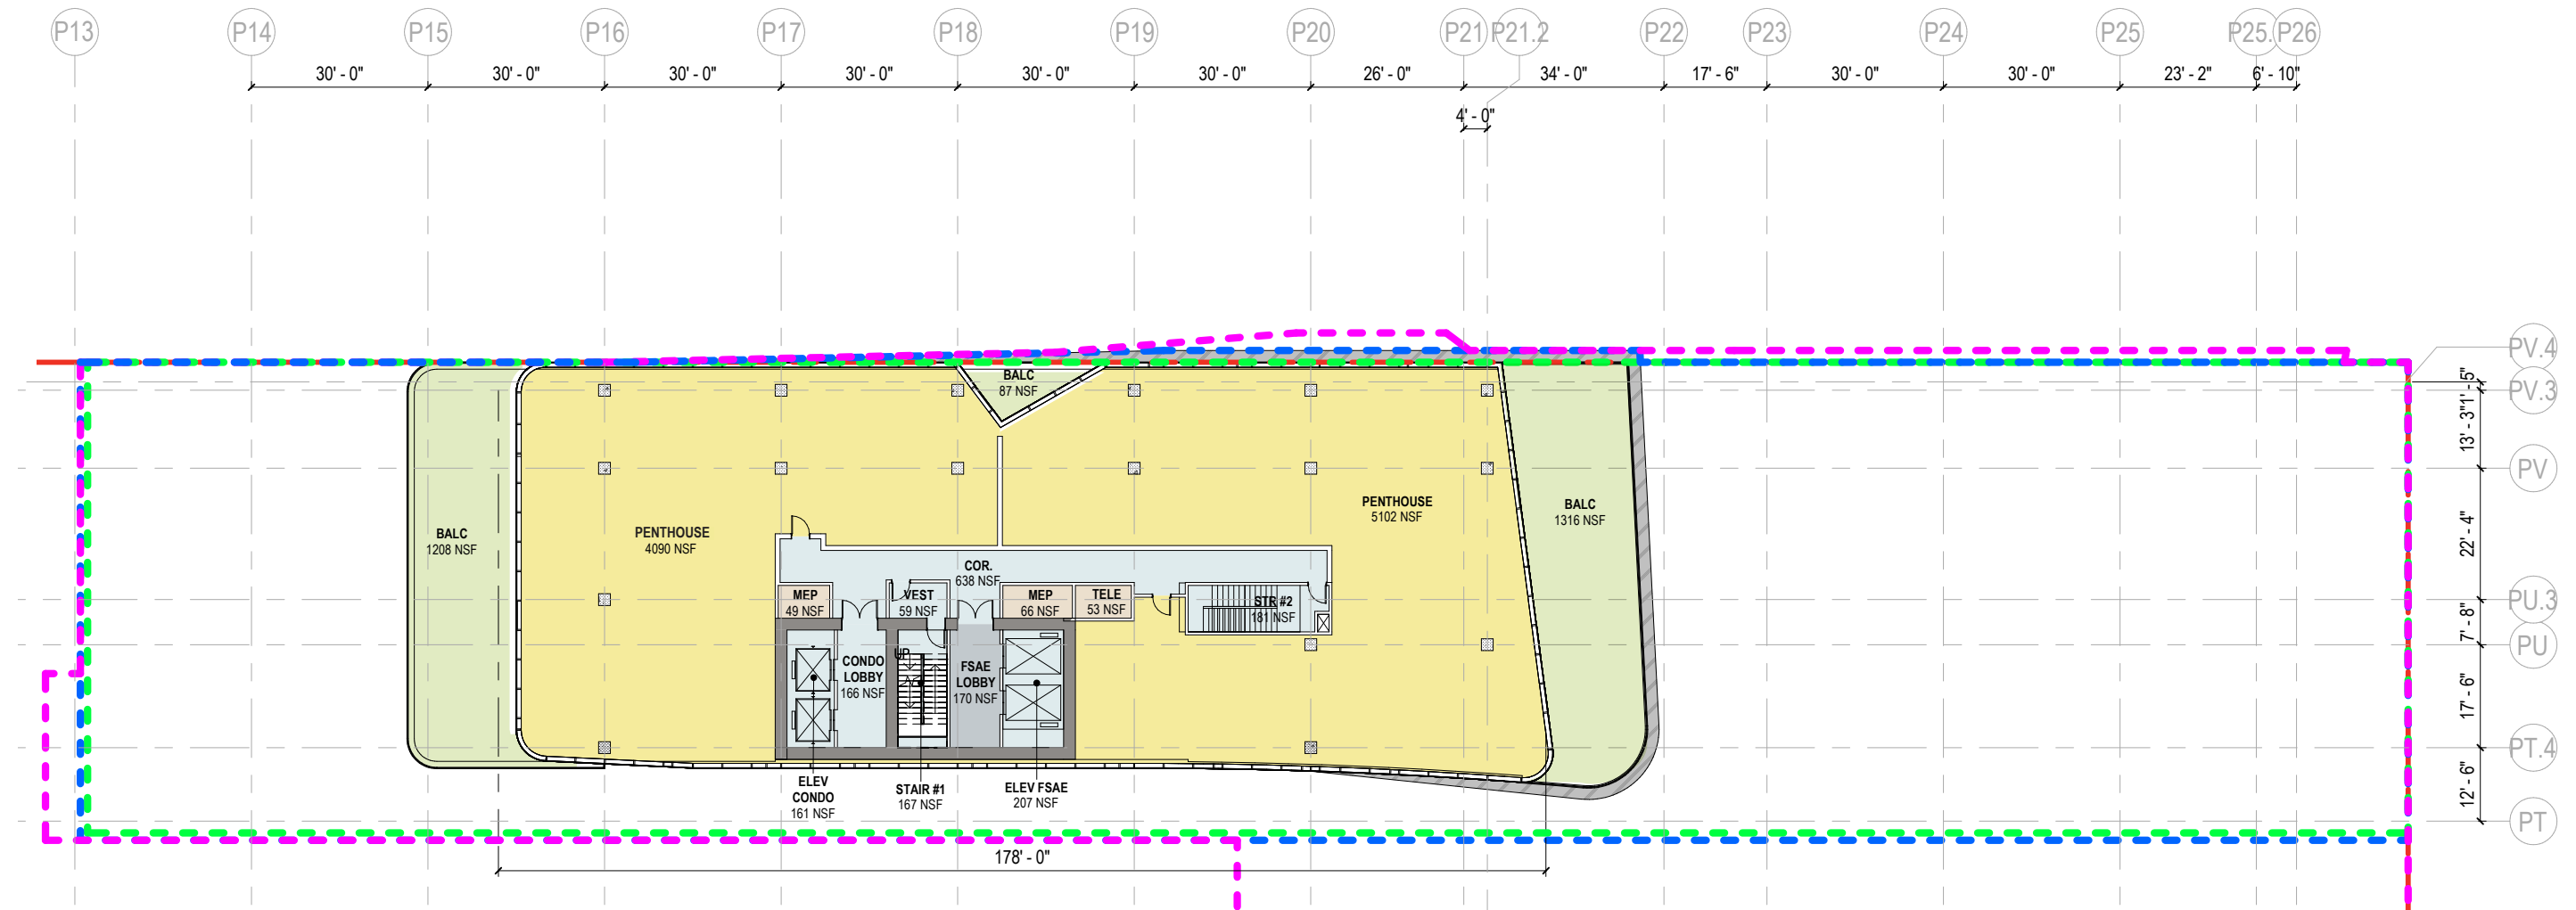 P13 P14 P15 P16 P17 P18 P19 P20 P21 P21.2 P22 P23 P24 P25 P25. P26
30' - 0" 30' - 0" 30' - 0" 30' - 0" 30' - 0" 30' - 0" 26' - 0" 34' - 0" 17' - 6" 30' - 0" 30' - 0" 23' - 2" 6' - 10"
4' - 0"
PV.4
PV.3
PV
PU.3
PU
PT.4
PT
1' - 5"
13' - 3"
22' - 4"
7' - 8"
17' - 6"
12' - 6"
BALC
87 NSF
BALC
1208 NSF
PENTHOUSE
4090 NSF
PENTHOUSE
5102 NSF
BALC
1316 NSF
COR.
638 NSF
MEP
49 NSF
VEST
59 NSF
MEP
66 NSF
TELE
53 NSF
STR #2
181 NSF
UP
CONDO
LOBBY
166 NSF
FSAE
LOBBY
170 NSF
ELEV
CONDO
161 NSF
STAIR #1
167 NSF
ELEV FSAE
207 NSF
178' - 0"